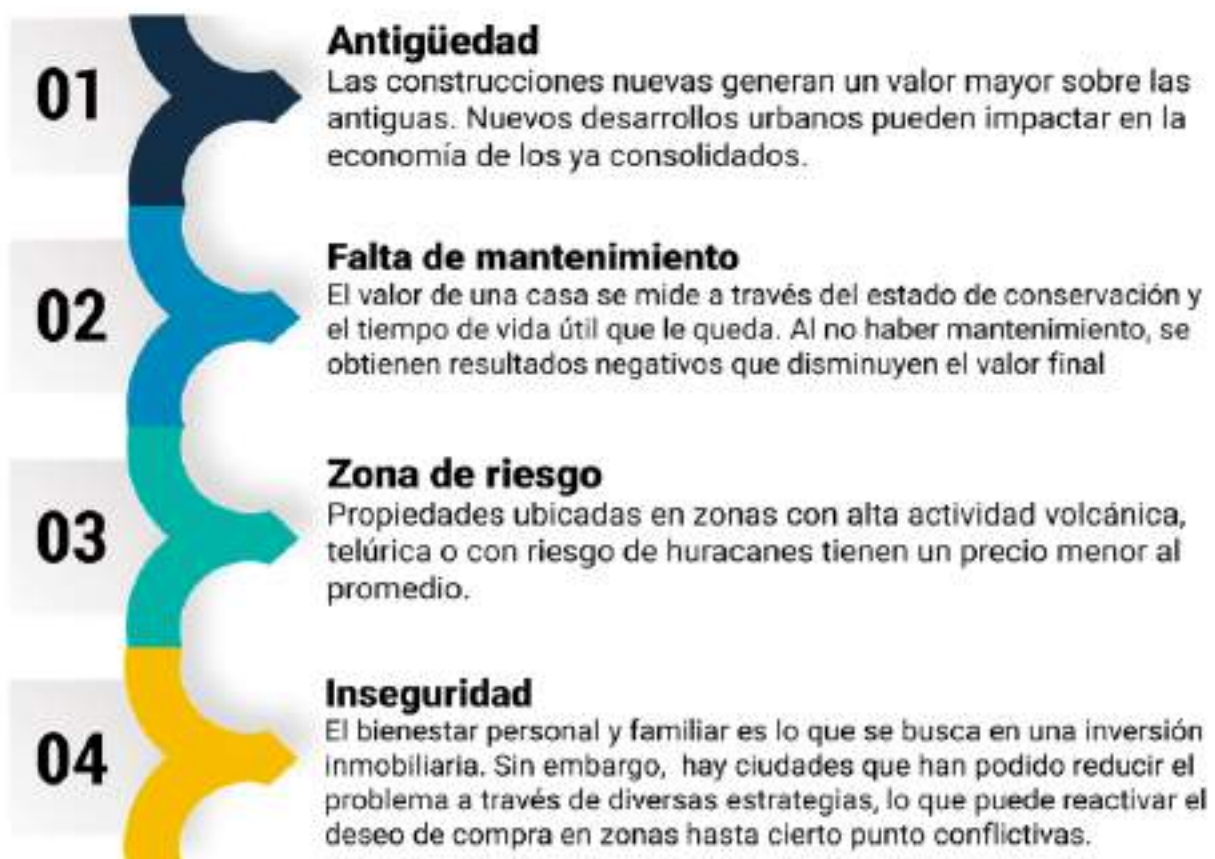 01
Antigüedad
Las construcciones nuevas generan un valor mayor sobre las
antiguas. Nuevos desarrollos urbanos pueden impactar en la
economía de los ya consolidados.
02
Falta de mantenimiento
El valor de una casa se mide a través del estado de conservación y
el tiempo de vida útil que le queda. Al no haber mantenimiento, se
obtienen resultados negativos que disminuyen el valor final
03
Zona de riesgo
Propiedades ubicadas en zonas con alta actividad volcánica,
telúrica o con riesgo de huracanes tienen un precio menor al
promedio.
04
Inseguridad
El bienestar personal y familiar es lo que se busca en una inversión
inmobiliaria. Sin embargo, hay ciudades que han podido reducir el
problema a través de diversas estrategias, lo que puede reactivar el
deseo de compra en zonas hasta cierto punto conflictivas.